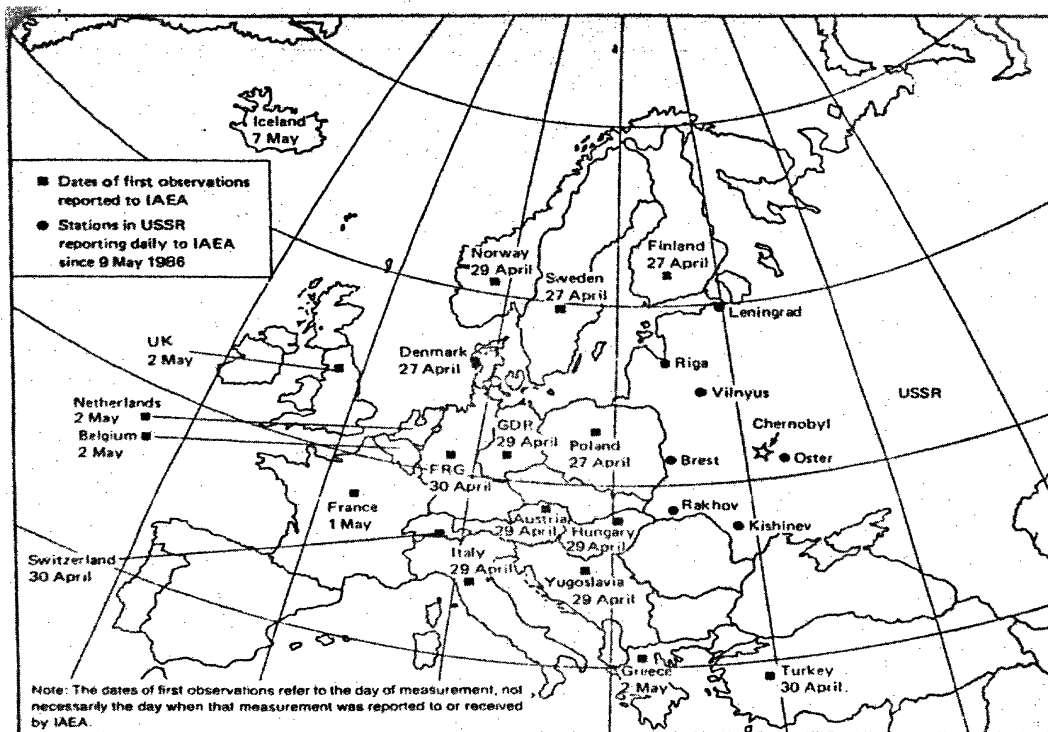 Iceland
7 May
■ Dates of first observations
reported to IAEA
● Stations in USSR
reporting daily to IAEA
since 9 May 1986
Norway
29 April
Sweden
27 April
Finland
27 April
Leningrad
UK
2 May
Denmark
27 April
Riga
Vilnyus
USSR
Netherlands
2 May
Belgium
2 May
GDR
29 April
Poland
27 April
Chernobyl
Brest
Oster
FRG
30 April
France
1 May
Rakhov
Kishinev
Austria
29 April
Hungary
29 April
Switzerland
30 April
Italy
29 April
Yugoslavia
29 April
Greece
2 May
Turkey
30 April.
Note: The dates of first observations refer to the day of measurement, not
necessarily the day when that measurement was reported to or received
by IAEA.